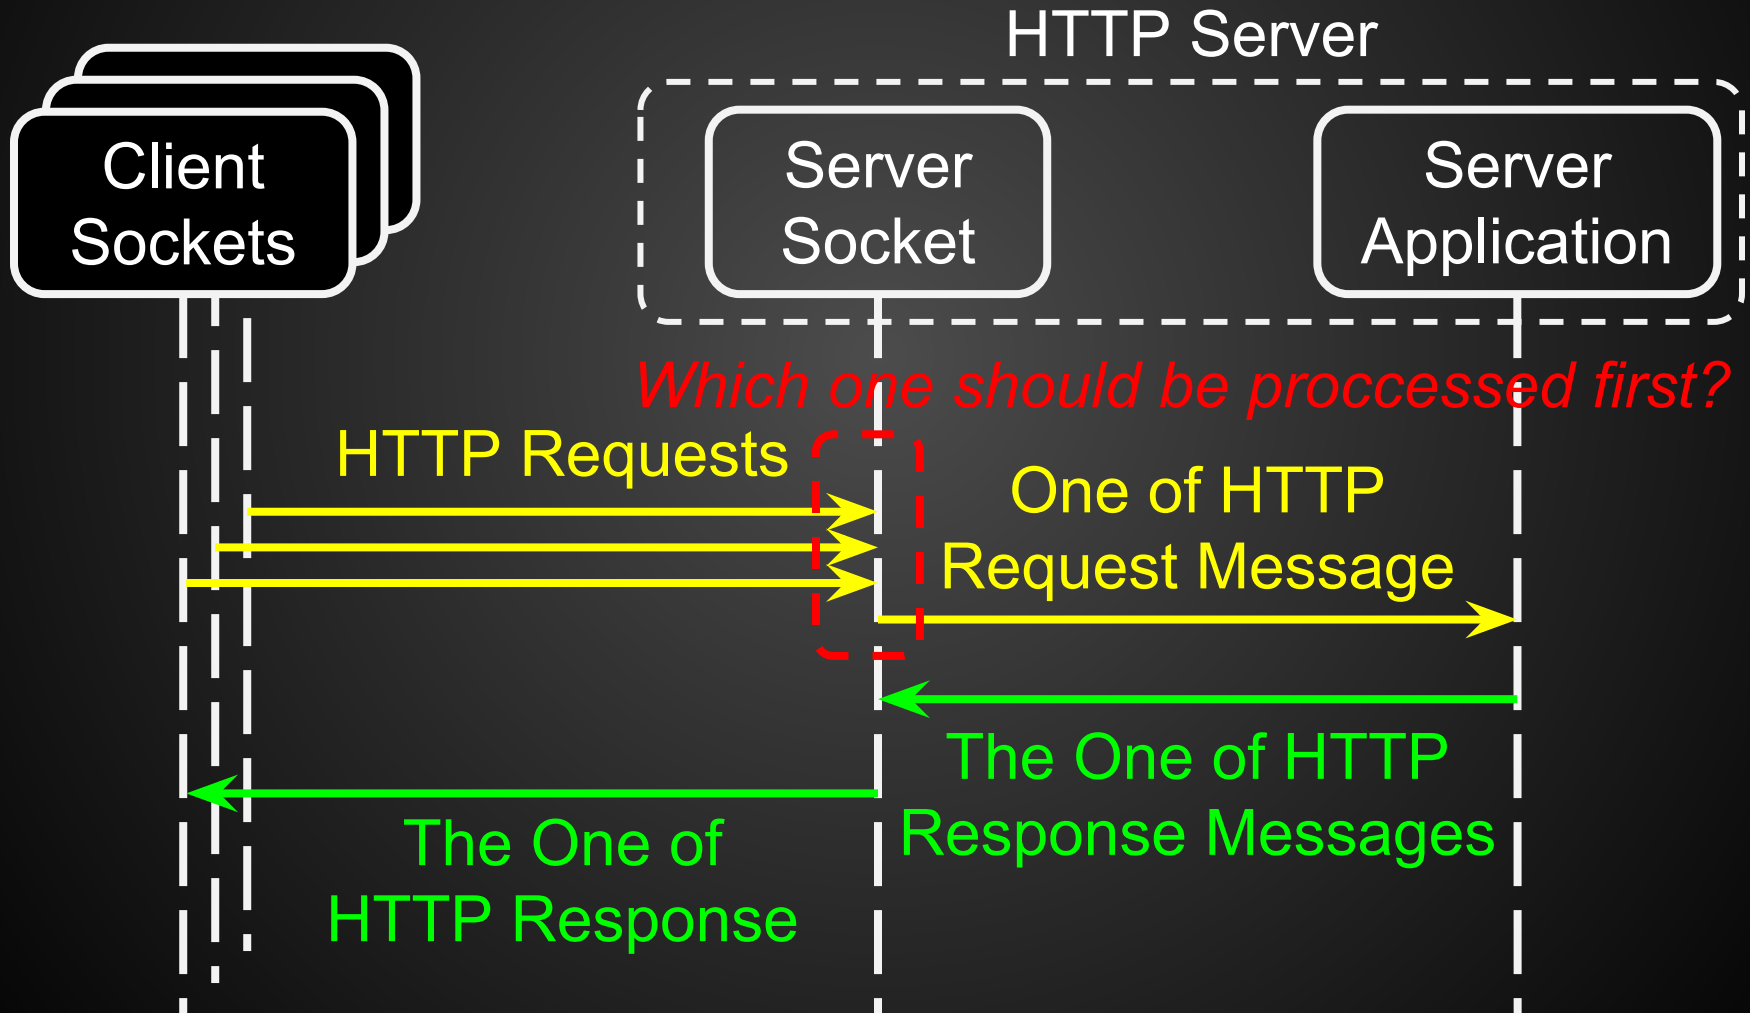 HTTP Server
Client
Sockets
Server
Socket
Server
Application
Which one should be proccessed first?
HTTP Requests
One of HTTP
Request Message
The One of HTTP
Response Messages
The One of
HTTP Response